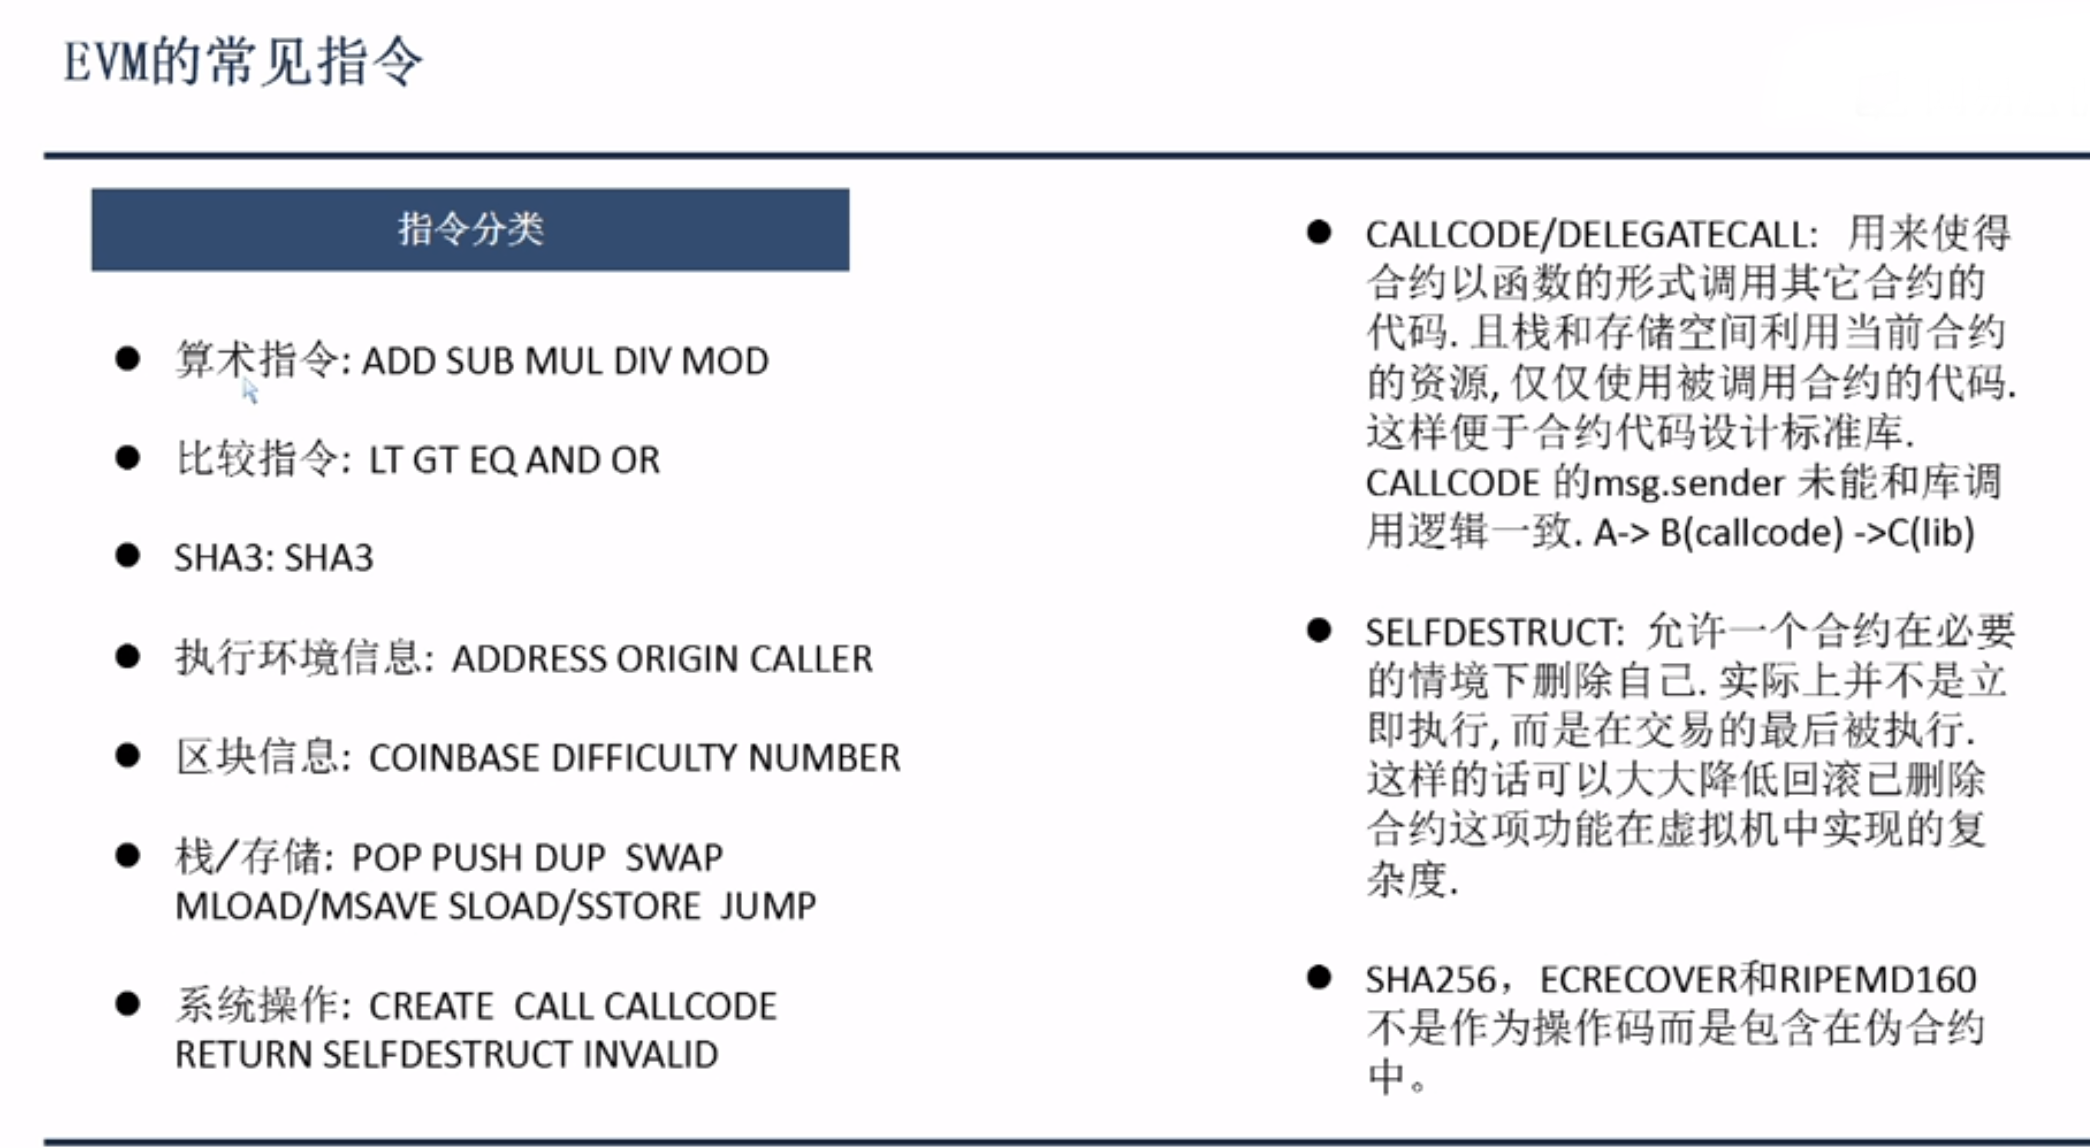 EVM的常见指令
指令分类
● 算术指令: ADD SUB MUL DIV MOD
● 比较指令: LT GT EQ AND OR
● SHA3: SHA3
● 执行环境信息: ADDRESS ORIGIN CALLER
● 区块信息: COINBASE DIFFICULTY NUMBER
● 栈/存储: POP PUSH DUP SWAP
MLOAD/MSAVE SLOAD/SSTORE JUMP
● 系统操作: CREATE CALL CALLCODE
RETURN SELFDESTRUCT INVALID
● CALLCODE/DELEGATECALL: 用来使得
合约以函数的形式调用其它合约的
代码. 且栈和存储空间利用当前合约
的资源, 仅仅使用被调用合约的代码.
这样便于合约代码设计标准库.
CALLCODE 的msg.sender 未能和库调
用逻辑一致. A-> B(callcode) ->C(lib)
● SELFDESTRUCT: 允许一个合约在必要
的情境下删除自己. 实际上并不是立
即执行, 而是在交易的最后被执行.
这样的话可以大大降低回滚已删除
合约这项功能在虚拟机中实现的复
杂度.
● SHA256，ECRECOVER和RIPEMD160
不是作为操作码而是包含在伪合约
中。